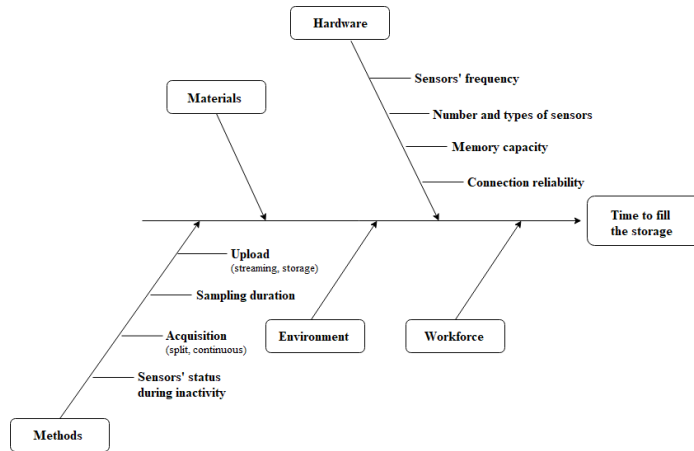 Hardware
Sensors' frequency
Materials
Number and types of sensors
Memory capacity
Connection reliability
Time to fill
the storage
Upload
(streaming, storage)
Sampling duration
Environment
Workforce
Acquisition
(split, continuous)
Sensors' status
during inactivity
Methods